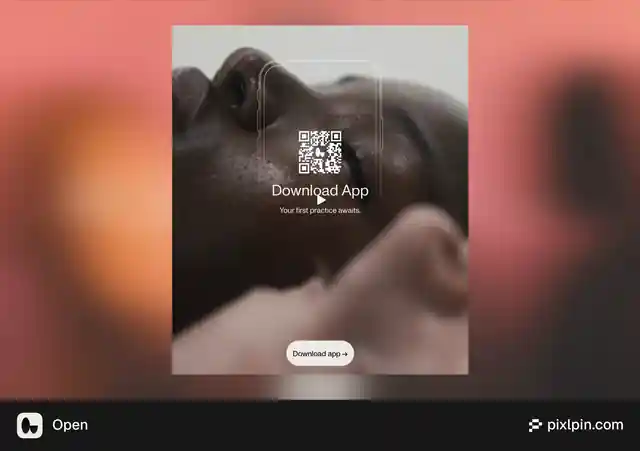 Download App
Your first practice awaits.
Download app →
Open
pixlpin.com